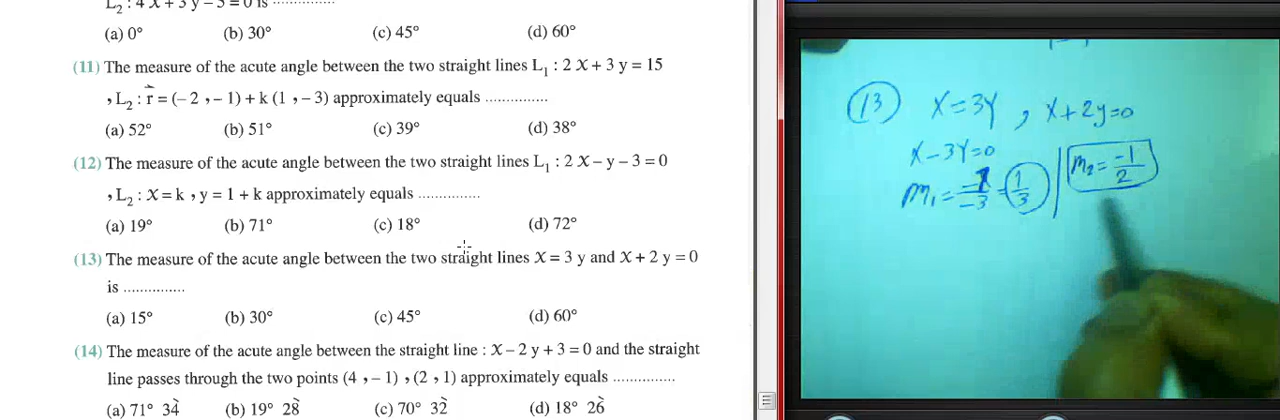 L₂ : 4 X + 3 y − 5 = 0 is ................
(a) 0° (b) 30° (c) 45° (d) 60°
(11) The measure of the acute angle between the two straight lines L₁ : 2 X + 3 y = 15
, L₂ : r⃗ = (– 2 , – 1) + k (1 , – 3) approximately equals ................
(a) 52° (b) 51° (c) 39° (d) 38°
(12) The measure of the acute angle between the two straight lines L₁ : 2 X – y – 3 = 0
, L₂ : X = k , y = 1 + k approximately equals ................
(a) 19° (b) 71° (c) 18° (d) 72°
(13) The measure of the acute angle between the two straight lines X = 3 y and X + 2 y = 0
is ................
(a) 15° (b) 30° (c) 45° (d) 60°
(14) The measure of the acute angle between the straight line : X – 2 y + 3 = 0 and the straight
line passes through the two points (4 , – 1) , (2 , 1) approximately equals ................
(a) 71° 34̀ (b) 19° 28̀ (c) 70° 32̀ (d) 18° 26̀
(13) X = 3Y , X + 2y = 0
X – 3Y = 0
m₁ = –1/–3 = 1/3 | m₂ = –1/2